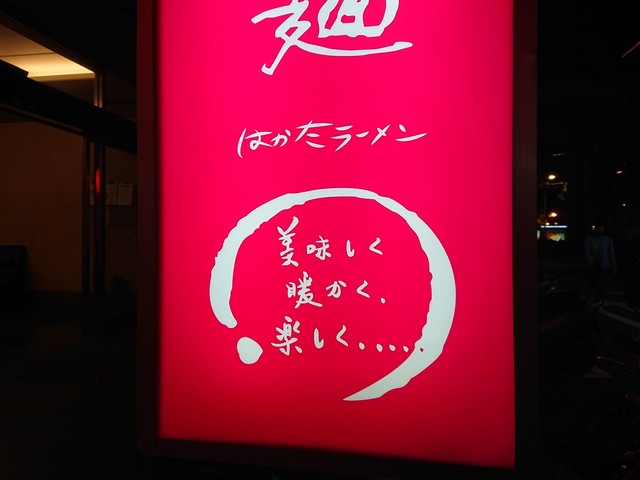 麺
はかたラーメン
美味しく
暖かく.
楽しく......